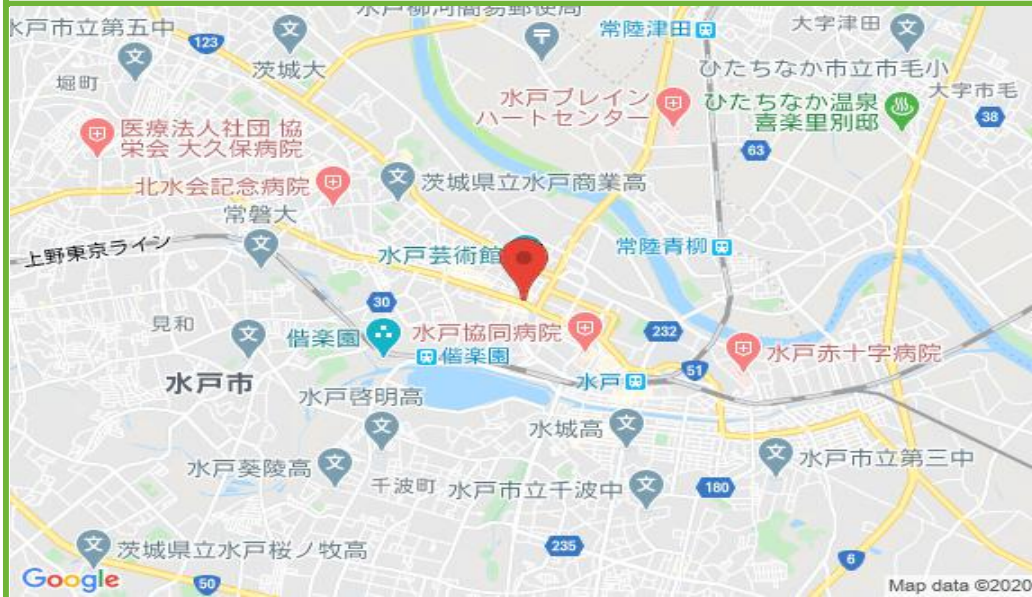 水戸柳河簡易郵便局
水戸市立第五中
常陸津田
大字津田
123
茨城大
堀町
ひたちなか市立市毛小
水戸ブレイン
ハートセンター
ひたちなか温泉
喜楽里別邸
大字市毛
38
医療法人社団 協
栄会 大久保病院
63
北水会記念病院
茨城県立水戸商業高
常磐大
上野東京ライン
水戸芸術館
常陸青柳
30
見和
偕楽園
偕楽園
水戸協同病院
232
水戸赤十字病院
51
水戸市
水戸
水戸啓明高
水城高
水戸葵陵高
千波町
水戸市立千波中
水戸市立第三中
180
茨城県立水戸桜ノ牧高
235
6
50
Google
Map data ©2020